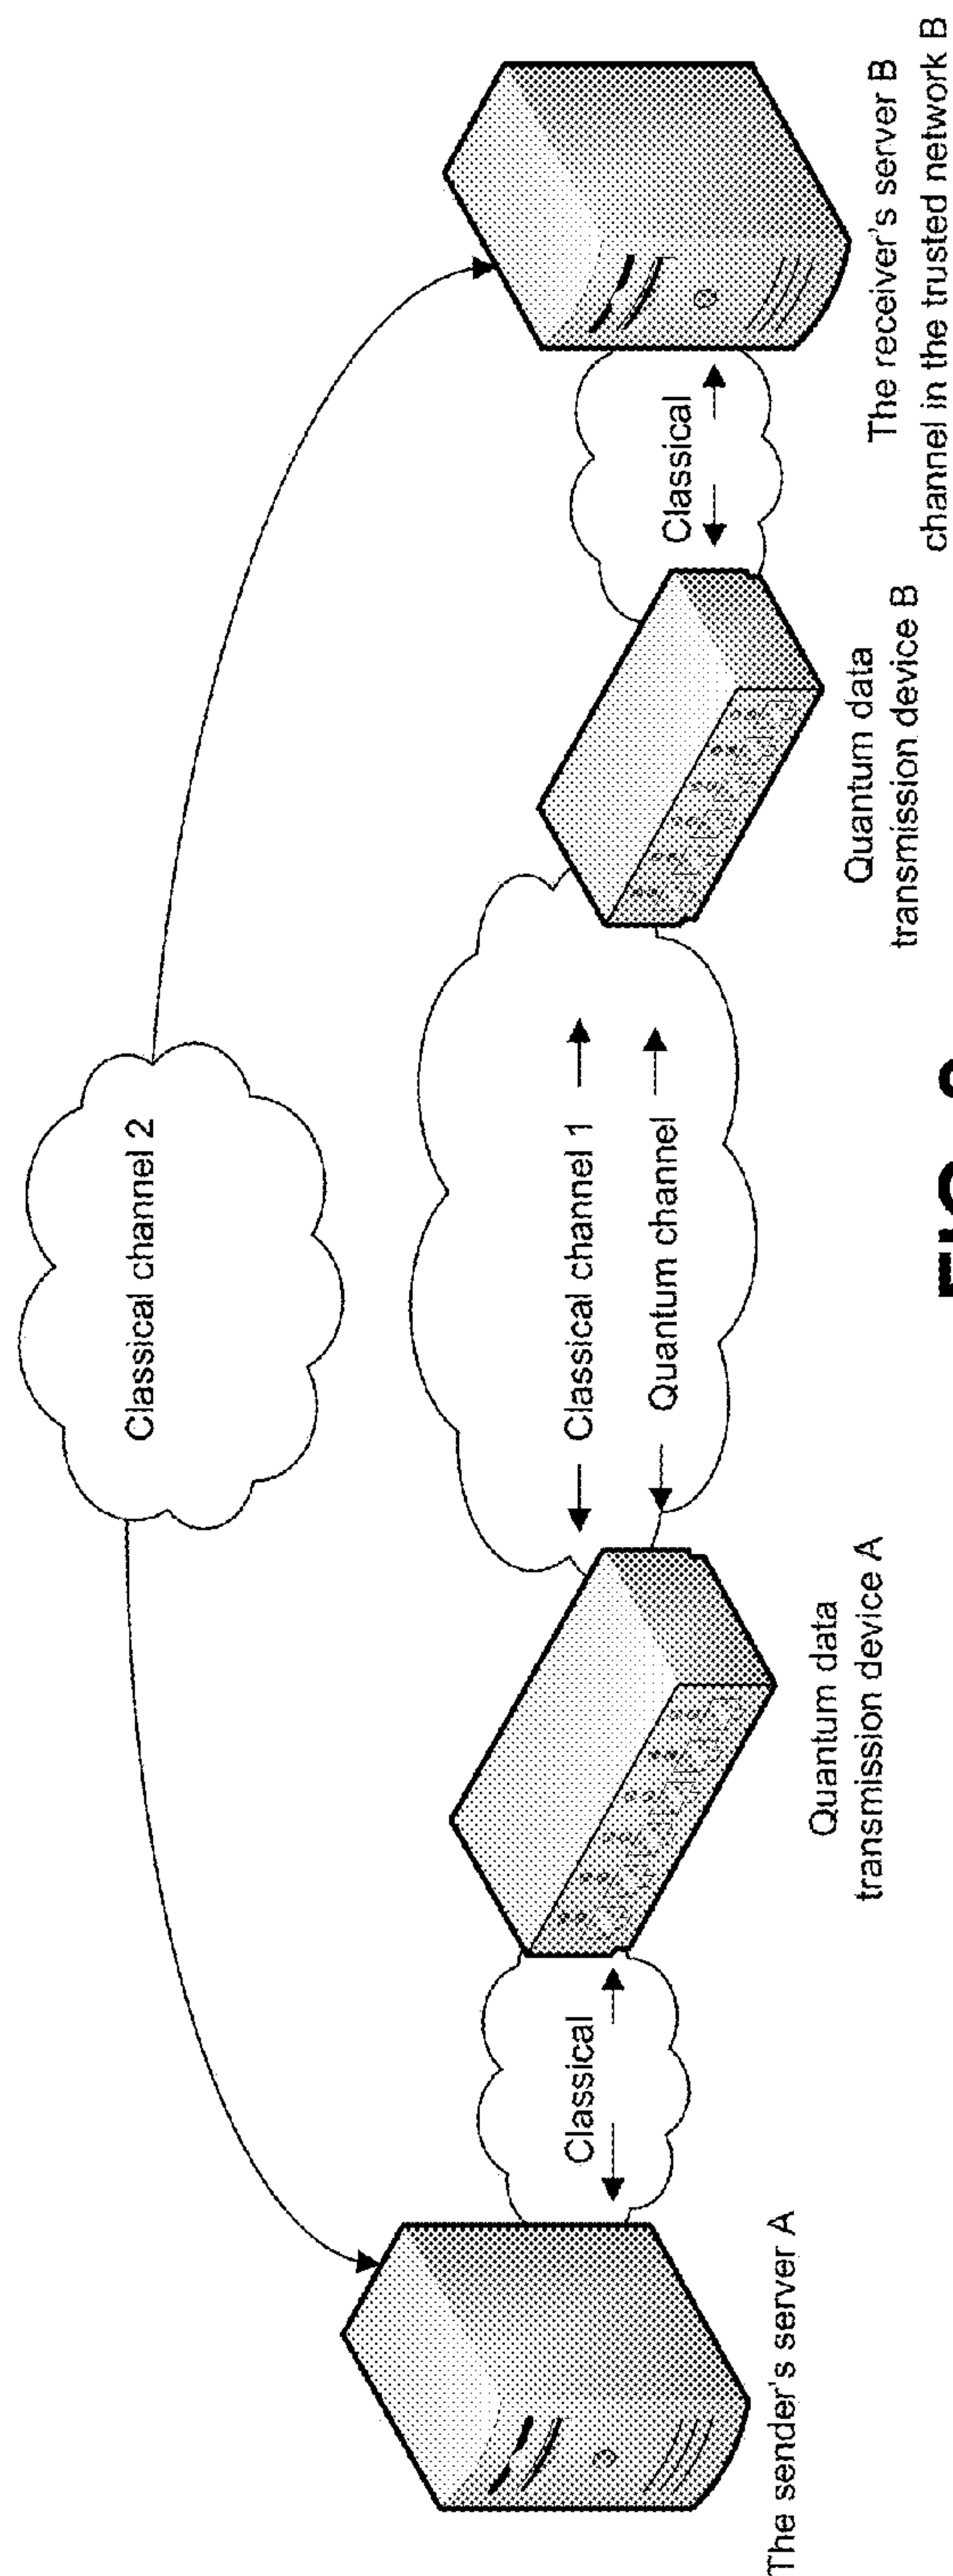 Classical channel 2
Classical channel 1
Quantum channel
Classical
Classical
The sender's server A
Quantum data
transmission device A
Quantum data
transmission device B
The receiver's server B
channel in the trusted network B
FIG.